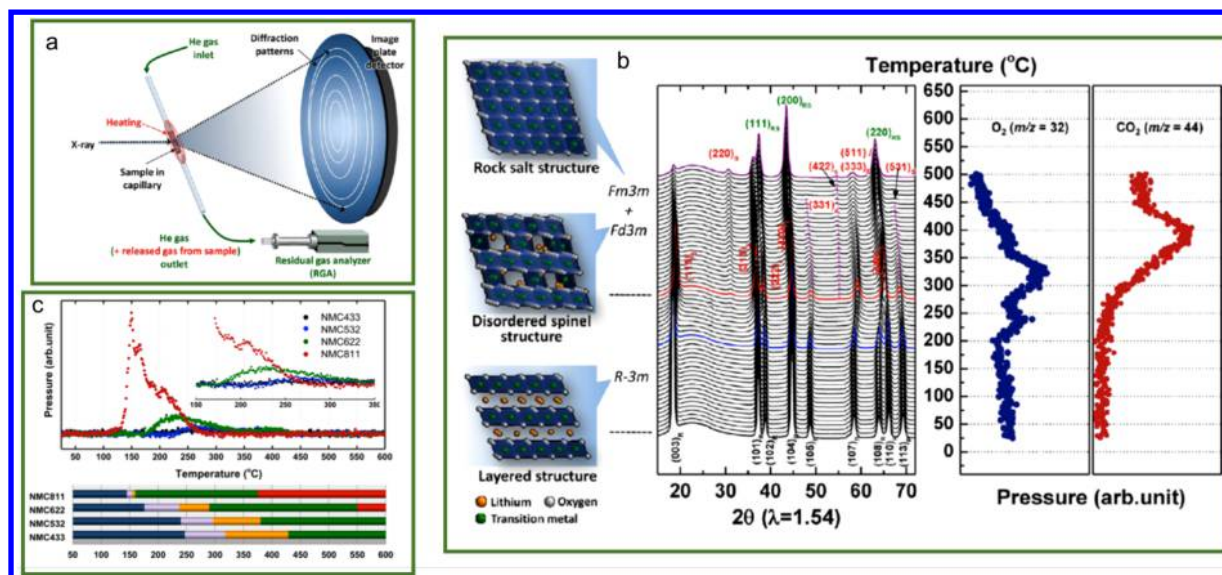 a
He gas
inlet
Diffraction
patterns
Image
plate
detector
Heating
X-ray
Sample in
capillary
He gas
(+ released gas from sample)
outlet
Residual gas analyzer
(RGA)
b
Rock salt structure
Disordered spinel
structure
Layered structure
Lithium
Oxygen
Transition metal
Fm3m
+
Fd3m
R-3m
Temperature (°C)
(200)RS
(111)RS
(220)RS
(220)S
(511)
(422)S
(333)S
(531)S
(331)S
(003)R
(101)R
(102)R
(104)
(105)
(107)
(108)
(110)
(113)
20 30 40 50 60 70
2θ (λ=1.54)
650
600
550
500
450
400
350
300
250
200
150
100
50
0
O₂ (m/z = 32)
CO₂ (m/z = 44)
Pressure (arb.unit)
c
NMC433
NMC532
NMC622
NMC811
150 200 250 300 350
Pressure (arb.unit)
50 100 150 200 250 300 350 400 450 500 550 600
Temperature (°C)
NMC811
NMC622
NMC532
NMC433
50 100 150 200 250 300 350 400 450 500 550 600